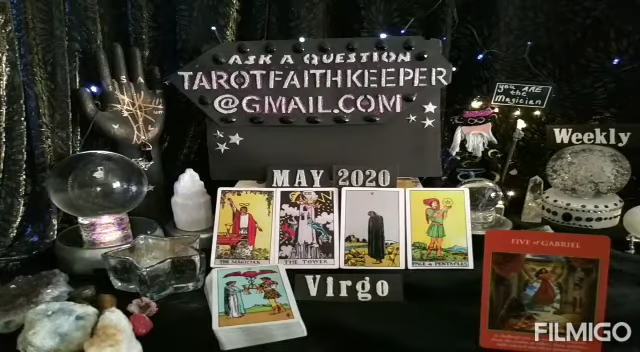 ASK A QUESTION
TAROTFAITHKEEPER
@GMAIL.COM
you ARE
the
Magician
Weekly
MAY 2020
THE MAGICIAN
THE TOWER
PAGE of PENTACLES
Virgo
FIVE OF GABRIEL
FILMIGO